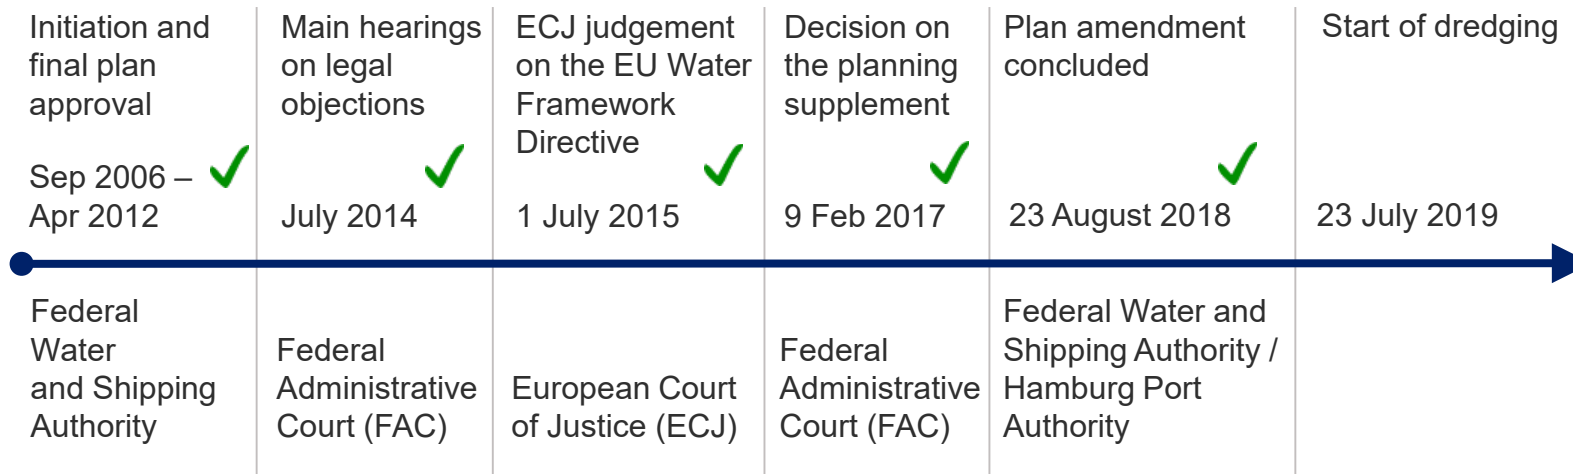 Initiation and
final plan
approval
Sep 2006 –
Apr 2012
Main hearings
on legal
objections
July 2014
ECJ judgement
on the EU Water
Framework
Directive
1 July 2015
Decision on
the planning
supplement
9 Feb 2017
Plan amendment
concluded
23 August 2018
Start of dredging
23 July 2019
Federal
Water
and Shipping
Authority
Federal
Administrative
Court (FAC)
European Court
of Justice (ECJ)
Federal
Administrative
Court (FAC)
Federal Water and
Shipping Authority /
Hamburg Port
Authority